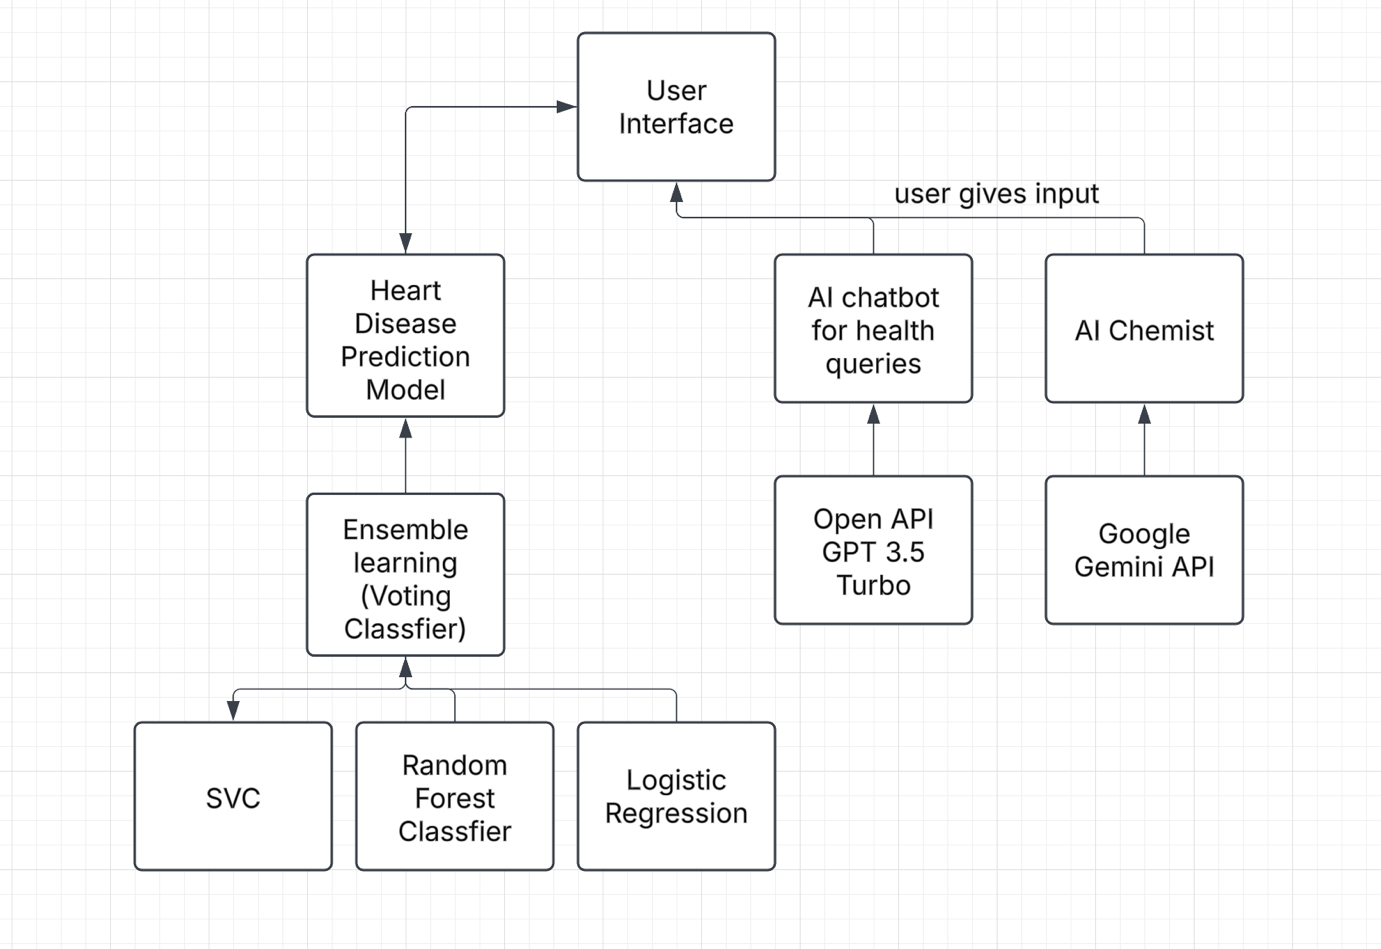 User
Interface
user gives input
Heart
Disease
Prediction
Model
AI chatbot
for health
queries
AI Chemist
Ensemble
learning
(Voting
Classfier)
Open API
GPT 3.5
Turbo
Google
Gemini API
SVC
Random
Forest
Classfier
Logistic
Regression